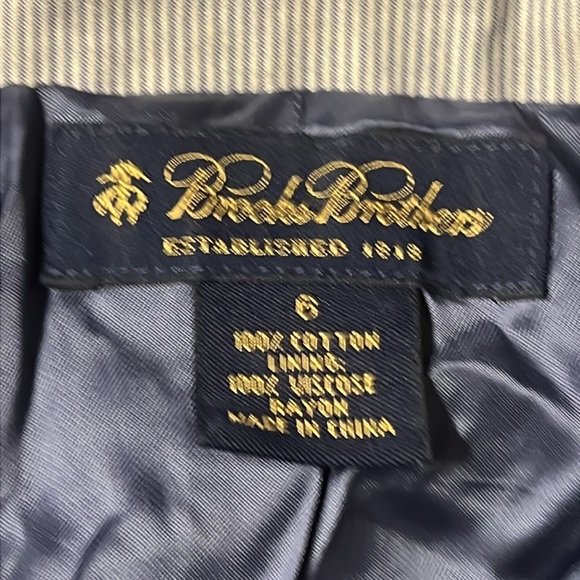 Brooks Brothers
ESTABLISHED 1818
6
100% COTTON
LINING:
100% VISCOSE
RAYON
MADE IN CHINA